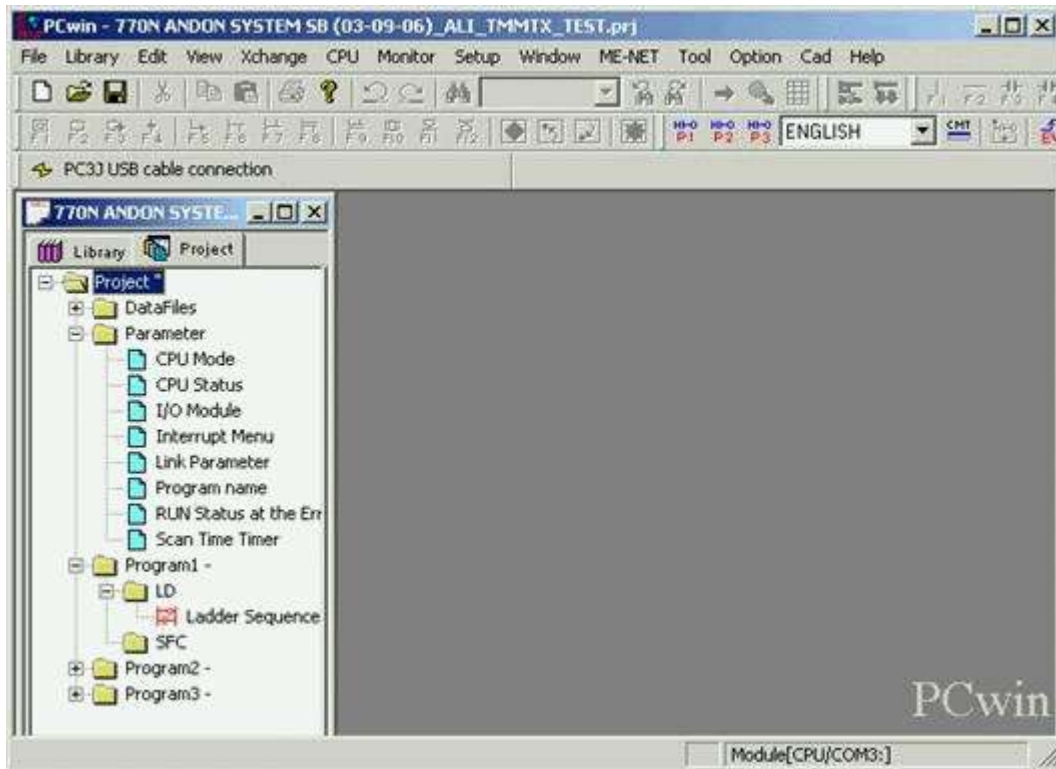 PCwin - 770N ANDON SYSTEM SB (03-09-06)_ALI_TMMTX_TEST.prj
File Library Edit View Xchange CPU Monitor Setup Window ME-NET Tool Option Cad Help
ENGLISH
CMT
PC3J USB cable connection
770N ANDON SYSTE...
Library Project
Project *
DataFiles
Parameter
CPU Mode
CPU Status
I/O Module
Interrupt Menu
Link Parameter
Program name
RUN Status at the Err
Scan Time Timer
Program1 -
LD
Ladder Sequence
SFC
Program2 -
Program3 -
PCwin
Module[CPU/COM3:]